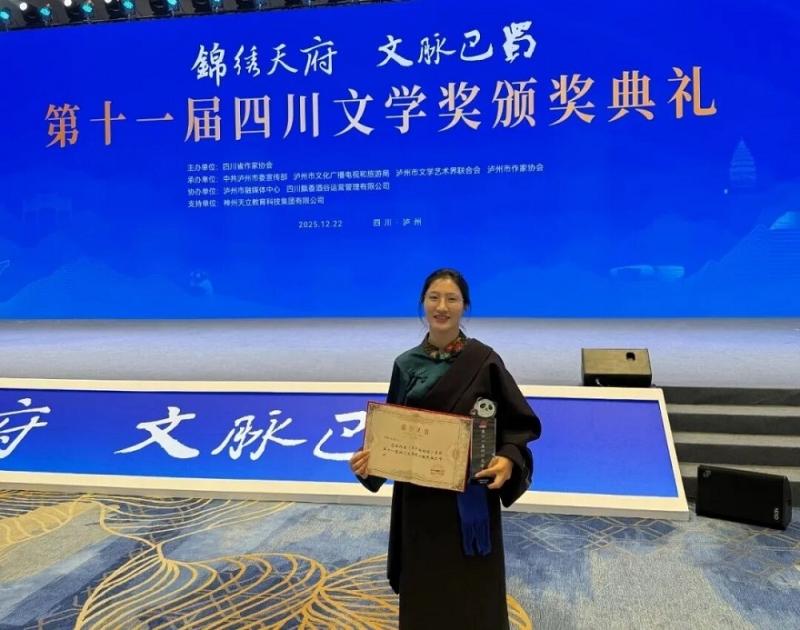 錦绣天府 文脉巴蜀
第十一届四川文学奖颁奖典礼
主办单位：四川省作家协会
承办单位：中共泸州市委宣传部 泸州市文化广播电视和旅游局 泸州市文学艺术界联合会 泸州市作家协会
协办单位：泸州市融媒体中心 四川飘香酒谷运营管理有限公司
支持单位：神州天立教育科技集团有限公司
2025.12.22 四川·泸州
府 文脉巴